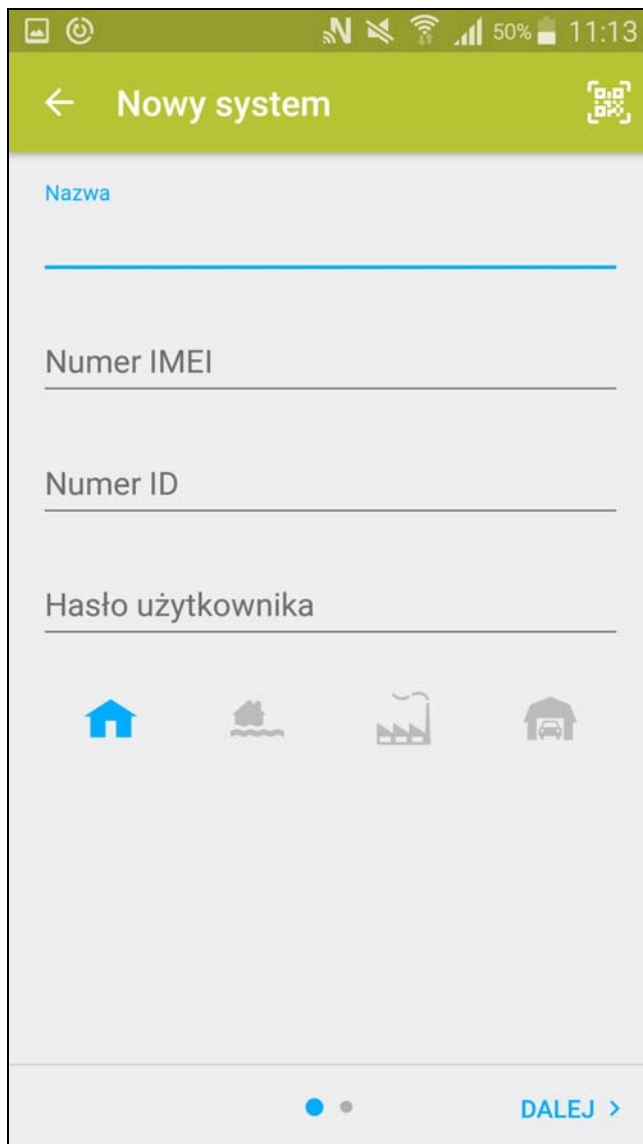 50% 11:13
Nowy system
Nazwa
Numer IMEI
Numer ID
Hasło użytkownika
DALEJ >